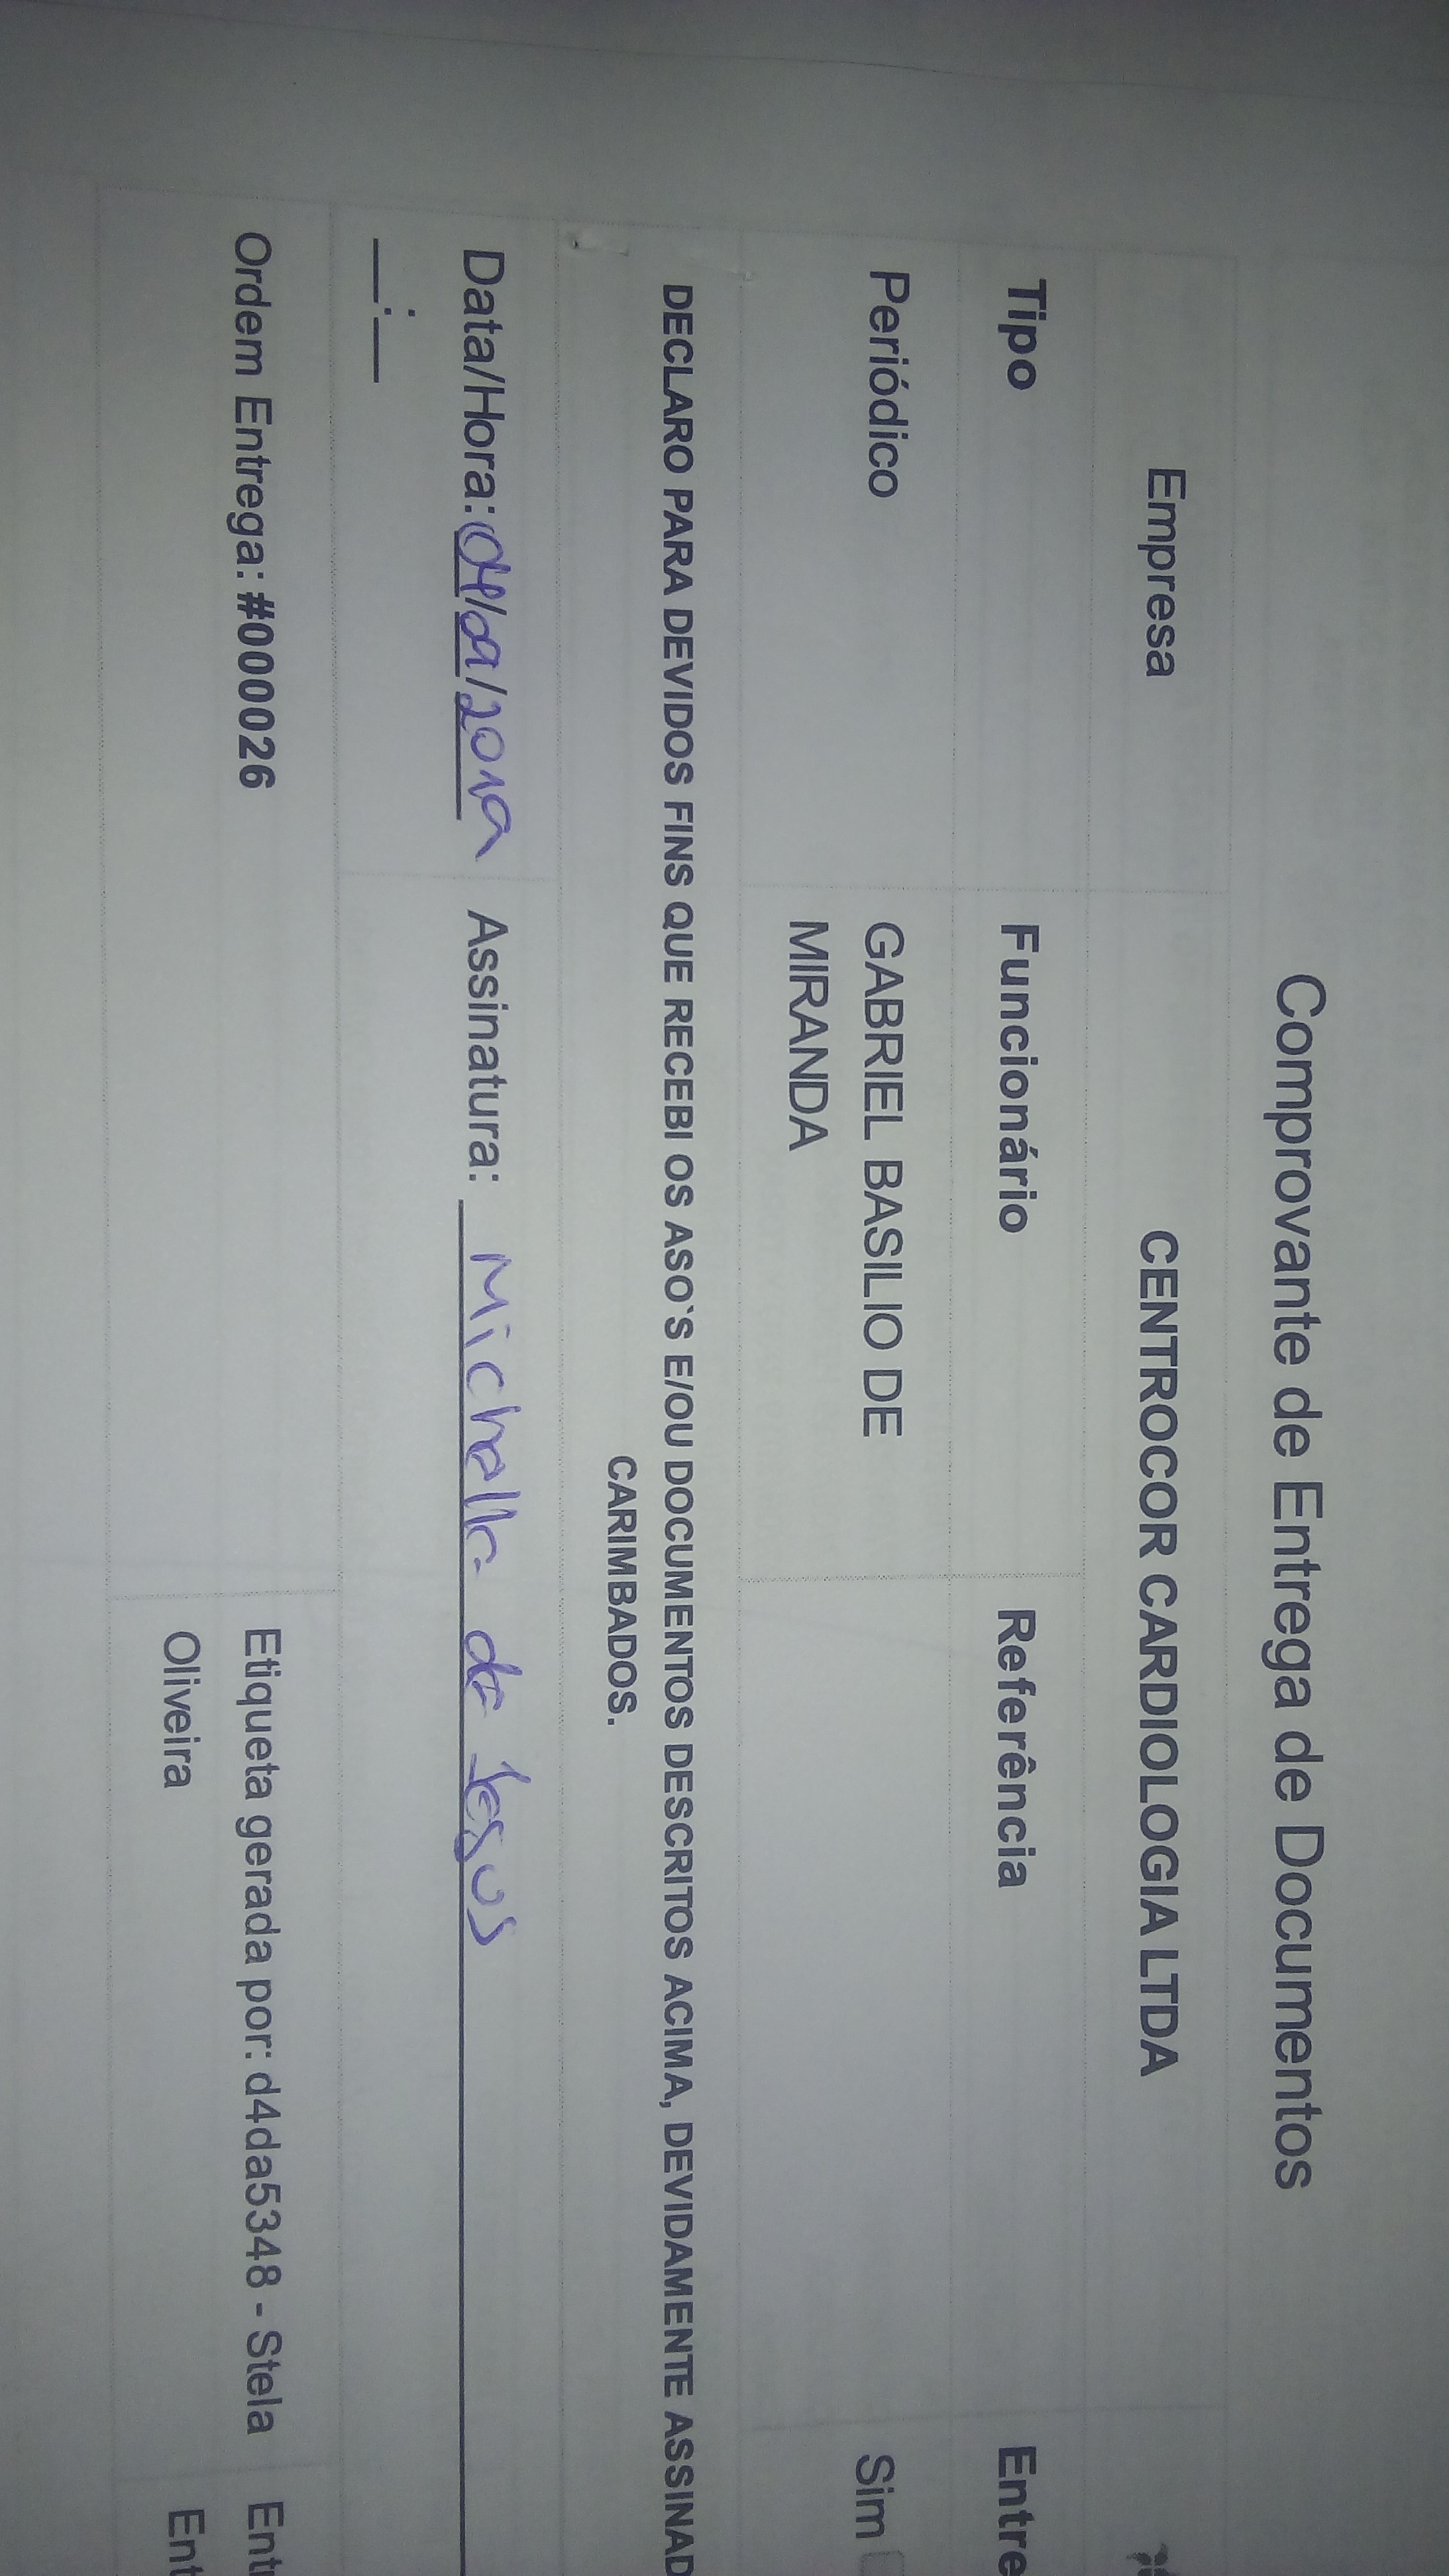 Comprovante de Entrega de Documentos
Empresa CENTROCOR CARDIOLOGIA LTDA
Tipo Funcionário Referência Entre
Periódico GABRIEL BASILIO DE Sim
MIRANDA
DECLARO PARA DEVIDOS FINS QUE RECEBI OS ASO`S E/OU DOCUMENTOS DESCRITOS ACIMA, DEVIDAMENTE ASSINAD
CARIMBADOS.
Data/Hora: 04/ /2019 Assinatura: Michelle de Jesus
__:__
Ordem Entrega: #000026 Etiqueta gerada por: d4da5348 - Stela Ent
Oliveira Ent